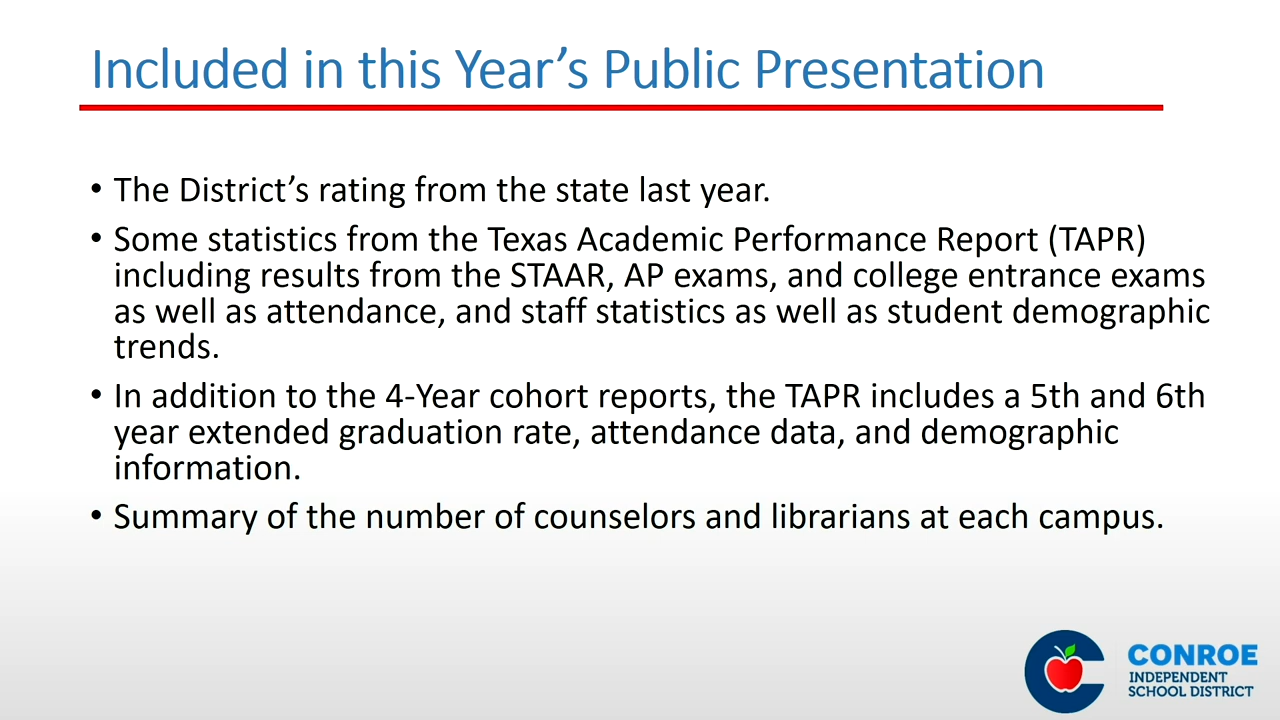 Included in this Year’s Public Presentation
• The District’s rating from the state last year.
• Some statistics from the Texas Academic Performance Report (TAPR)
including results from the STAAR, AP exams, and college entrance exams
as well as attendance, and staff statistics as well as student demographic
trends.
• In addition to the 4-Year cohort reports, the TAPR includes a 5th and 6th
year extended graduation rate, attendance data, and demographic
information.
• Summary of the number of counselors and librarians at each campus.
CONROE
INDEPENDENT
SCHOOL DISTRICT